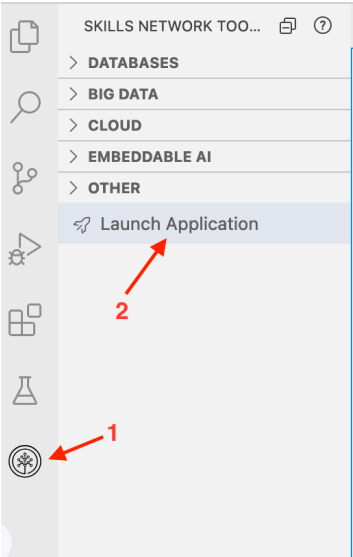 SKILLS NETWORK TOO...
DATABASES
BIG DATA
CLOUD
EMBEDDABLE AI
OTHER
Launch Application
2
1